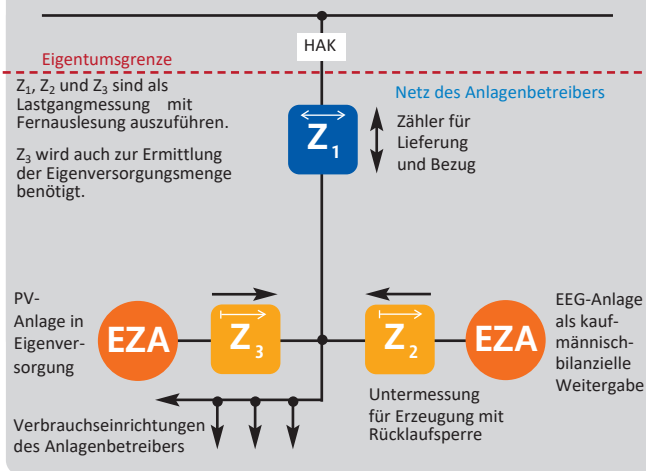 HAK
Eigentumsgrenze
Z1, Z2 und Z3 sind als
Lastgangmessung mit
Fernauslesung auszuführen.
Z3 wird auch zur Ermittlung
der Eigenversorgungsmenge
benötigt.
Netz des Anlagenbetreibers
Z1
Zähler für
Lieferung
und Bezug
PV-
Anlage in
Eigenver-
sorgung
EZA
Z3
Z2
EZA
EEG-Anlage
als kauf-
männisch-
bilanzielle
Weitergabe
Untermessung
für Erzeugung mit
Rücklaufsperre
Verbrauchseinrichtungen
des Anlagenbetreibers